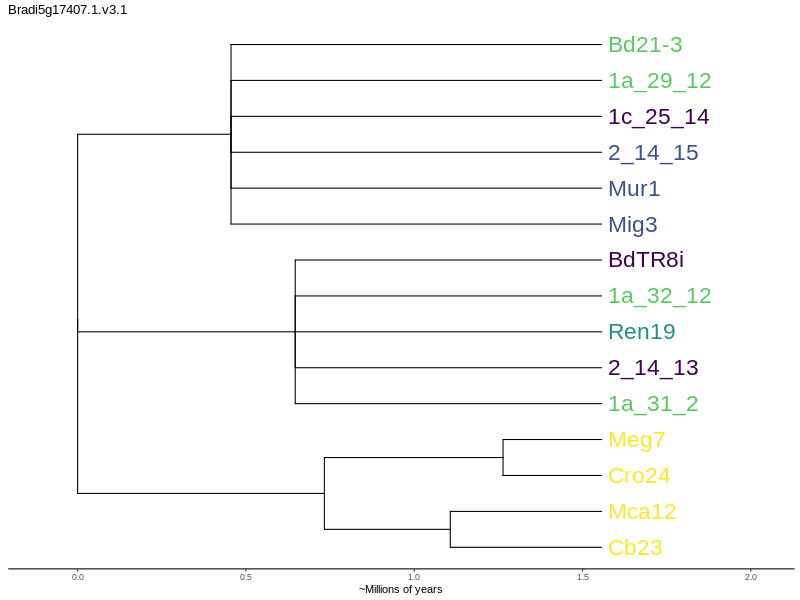 Bradi5g17407.1.v3.1
Bd21-3
1a_29_12
1c_25_14
2_14_15
Mur1
Mig3
BdTR8i
1a_32_12
Ren19
2_14_13
1a_31_2
Meg7
Cro24
Mca12
Cb23
0.0 0.5 1.0 1.5 2.0
~Millions of years